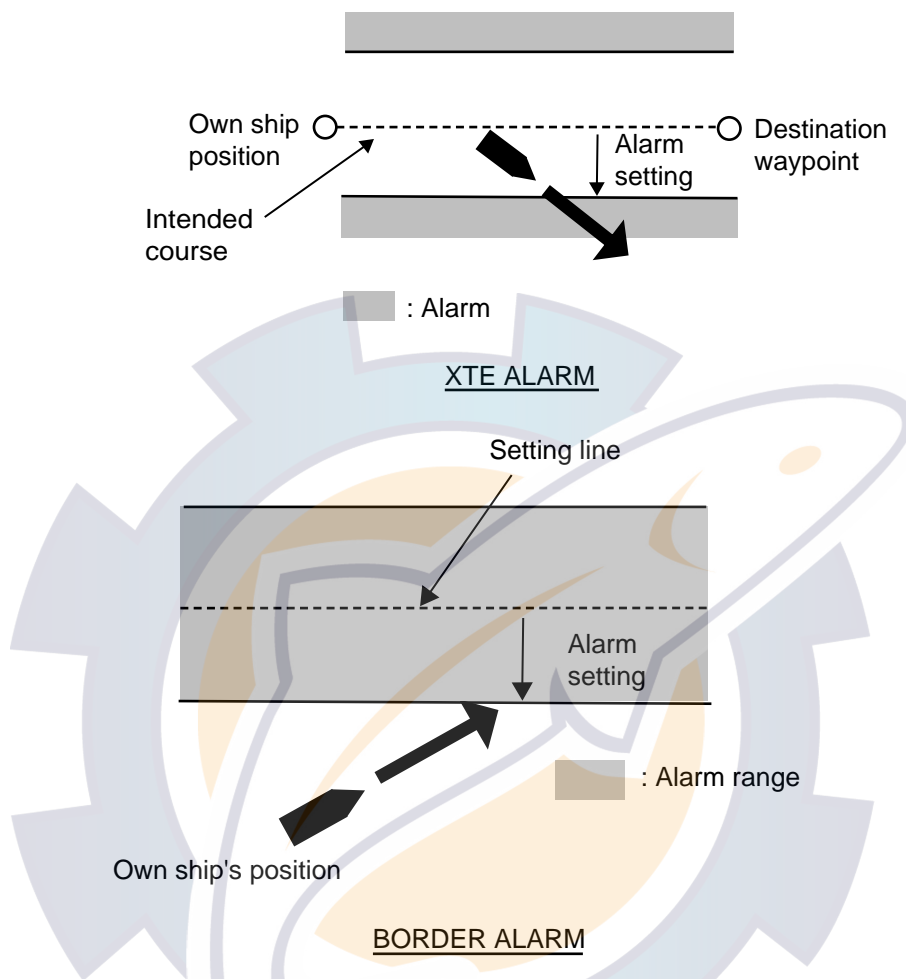 Own ship
position
Alarm
setting
Destination
waypoint
Intended
course
: Alarm
XTE ALARM
Setting line
Alarm
setting
: Alarm range
Own ship's position
BORDER ALARM